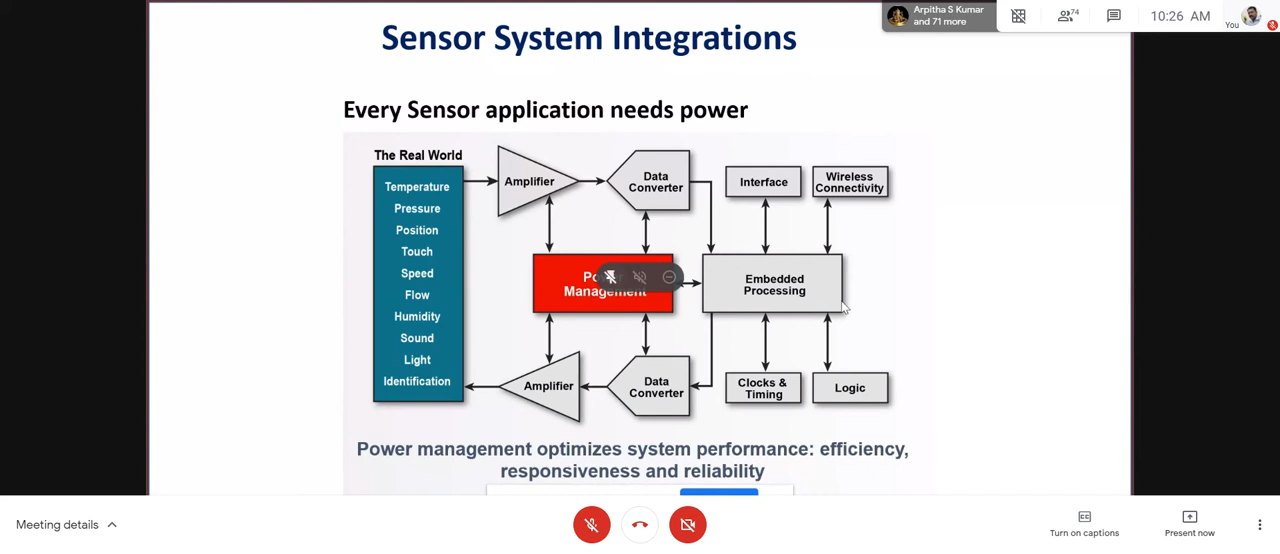 Sensor System Integrations
Arpitha S Kumar
and 71 more
74
10:26 AM
You
Every Sensor application needs power
The Real World
Temperature
Pressure
Position
Touch
Speed
Flow
Humidity
Sound
Light
Identification
Amplifier
Data
Converter
Interface
Wireless
Connectivity
Management
Embedded
Processing
Amplifier
Data
Converter
Clocks &
Timing
Logic
Power management optimizes system performance: efficiency,
responsiveness and reliability
Meeting details
Turn on captions
Present now